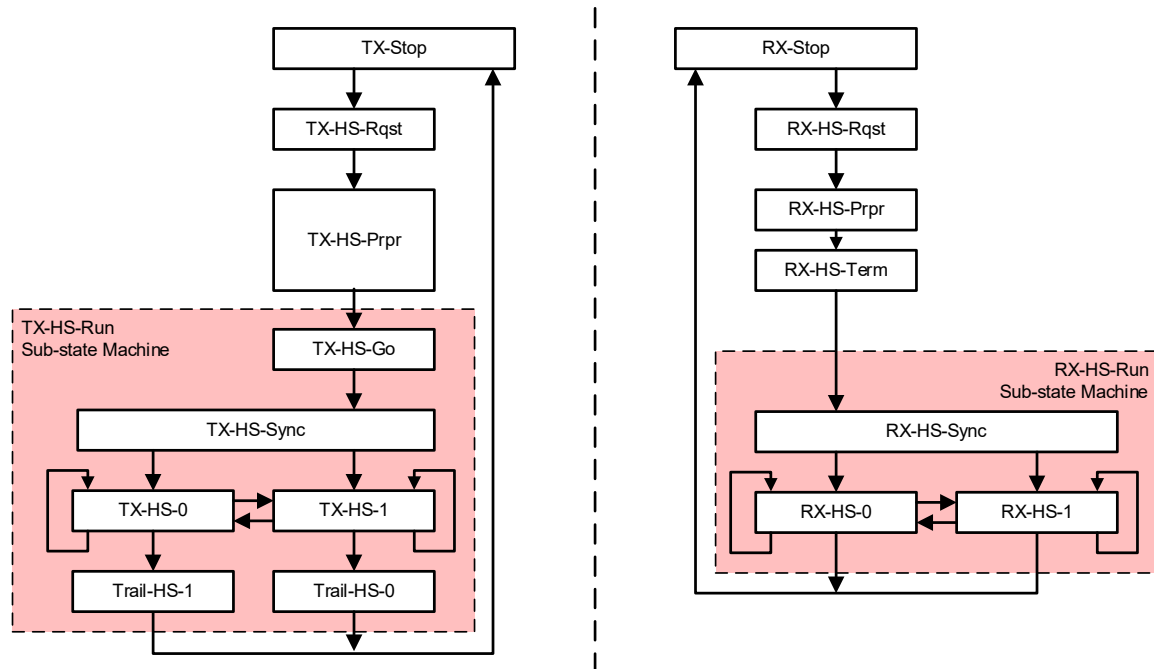 TX-Stop
TX-HS-Rqst
TX-HS-Prpr
TX-HS-Run
Sub-state Machine
TX-HS-Go
TX-HS-Sync
TX-HS-0
TX-HS-1
Trail-HS-1
Trail-HS-0
RX-Stop
RX-HS-Rqst
RX-HS-Prpr
RX-HS-Term
RX-HS-Run
Sub-state Machine
RX-HS-Sync
RX-HS-0
RX-HS-1